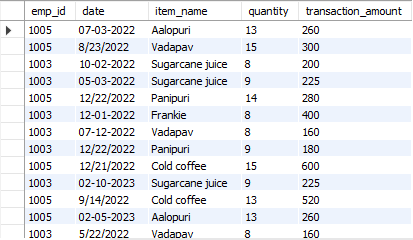 emp_id date item_name quantity transaction_amount
1005 07-03-2022 Aalopuri 13 260
1005 8/23/2022 Vadapav 15 300
1003 10-02-2022 Sugarcane juice 8 200
1003 05-03-2022 Sugarcane juice 9 225
1005 12/22/2022 Panipuri 14 280
1003 12-01-2022 Frankie 8 400
1003 07-12-2022 Vadapav 8 160
1003 12/22/2022 Panipuri 9 180
1005 12/21/2022 Cold coffee 15 600
1003 02-10-2023 Sugarcane juice 9 225
1005 9/14/2022 Cold coffee 13 520
1005 02-05-2023 Aalopuri 13 260
1003 5/22/2022 Vadapav 8 160